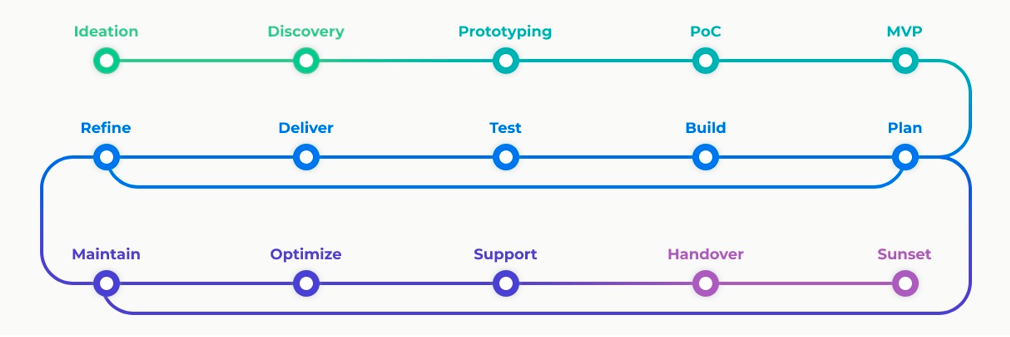 Ideation Discovery Prototyping PoC MVP
Refine Deliver Test Build Plan
Maintain Optimize Support Handover Sunset